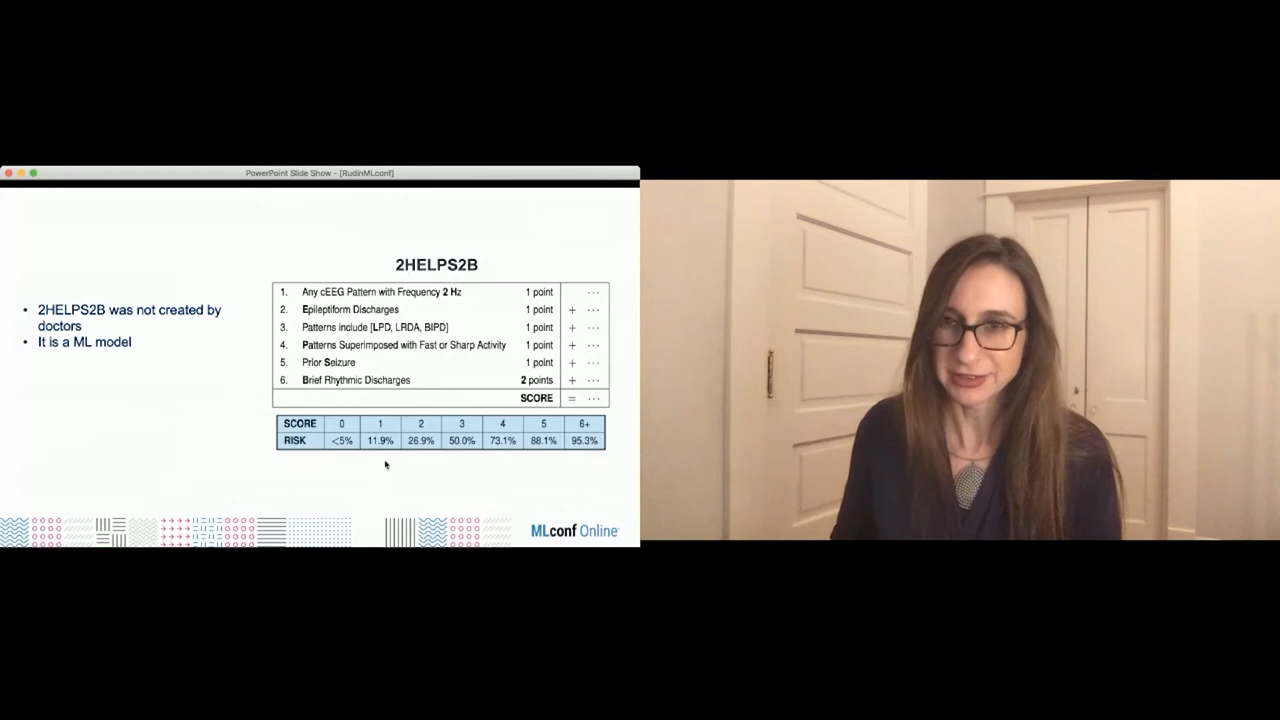 PowerPoint Slide Show - [RudinMLconf]
• 2HELPS2B was not created by
doctors
• It is a ML model
2HELPS2B
1. Any cEEG Pattern with Frequency 2 Hz 1 point ...
2. Epileptiform Discharges 1 point + ...
3. Patterns include [LPD, LRDA, BIPD] 1 point + ...
4. Patterns Superimposed with Fast or Sharp Activity 1 point + ...
5. Prior Seizure 1 point + ...
6. Brief Rhythmic Discharges 2 points + ...
SCORE = ...
SCORE 0 1 2 3 4 5 6+
RISK <5% 11.9% 26.9% 50.0% 73.1% 88.1% 95.3%
MLconf Online